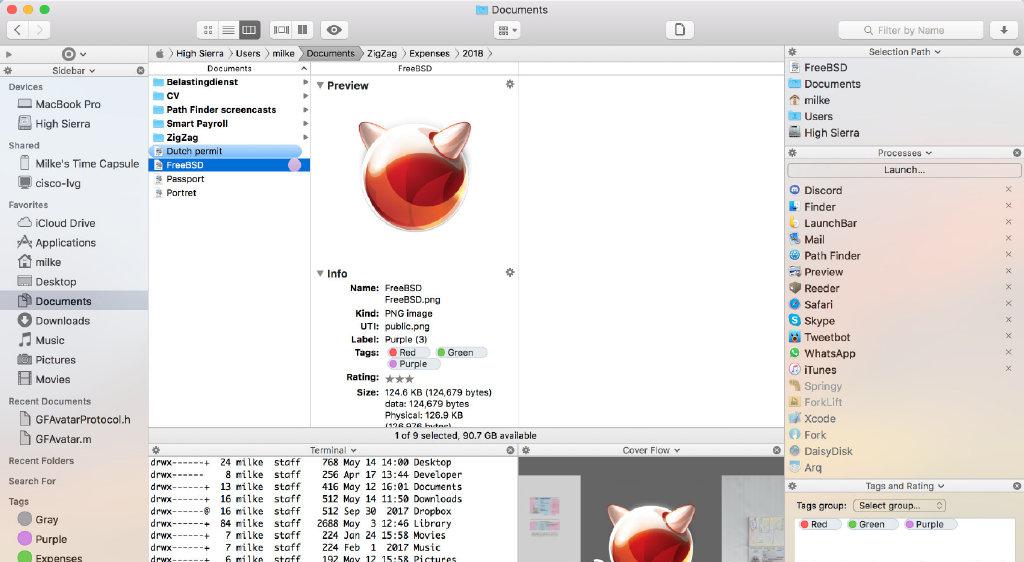 Documents
Filter by Name
High Sierra
Users
milke
Documents
ZigZag
Expenses
2018
Sidebar
Devices
MacBook Pro
High Sierra
Shared
Milke's Time Capsule
cisco-lvg
Favorites
iCloud Drive
Applications
milke
Desktop
Documents
Downloads
Music
Pictures
Movies
Recent Documents
GFAvatarProtocol.h
GFAvatar.m
Recent Folders
Search For
Tags
Gray
Purple
Expenses
Documents
Belastingdienst
CV
Path Finder screencasts
Smart Payroll
ZigZag
Dutch permit
FreeBSD
Passport
Portret
FreeBSD
Preview
Info
Name: FreeBSD
FreeBSD.png
Kind: PNG image
UTI: public.png
Label: Purple (3)
Tags: Red Green
Purple
Rating: ★★★
Size: 124.6 KB (124,679 bytes)
data: 124,679 bytes
Physical: 126.9 KB
(126,976 bytes)
1 of 9 selected, 90.7 GB available
Terminal
drwx------+ 24 milke staff 768 May 14 14:00 Desktop
drwx------ 8 milke staff 256 Apr 17 13:44 Developer
drwx------+ 13 milke staff 416 May 12 16:01 Documents
drwx------+ 16 milke staff 512 May 14 11:50 Downloads
drwx------@ 16 milke staff 512 Sep 30 2017 Dropbox
drwx------+ 84 milke staff 2688 May 3 12:46 Library
drwx------+ 7 milke staff 224 Jan 24 15:58 Movies
drwx------+ 7 milke staff 224 Feb 1 2017 Music
drwx------+ 6 milke staff 192 May 12 15:58 Pictures
Cover Flow
Selection Path
FreeBSD
Documents
milke
Users
High Sierra
Processes
Launch...
Discord
Finder
LaunchBar
Mail
Path Finder
Preview
Reeder
Safari
Skype
Tweetbot
WhatsApp
iTunes
Springy
ForkLift
Xcode
Fork
DaisyDisk
Arq
Tags and Rating
Tags group: Select group...
Red Green Purple